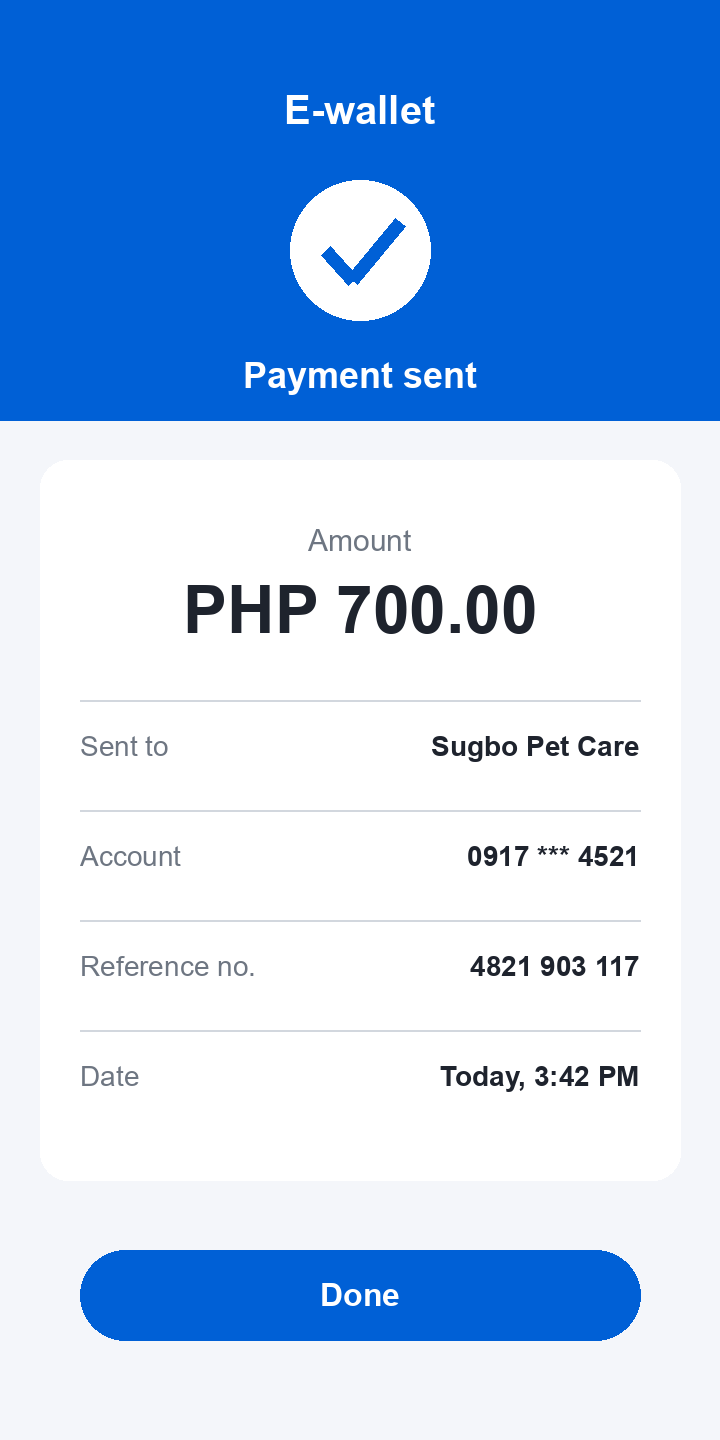 E-wallet
Payment sent
Amount
PHP 700.00
Sent to Sugbo Pet Care
Account 0917 *** 4521
Reference no. 4821 903 117
Date Today, 3:42 PM
Done